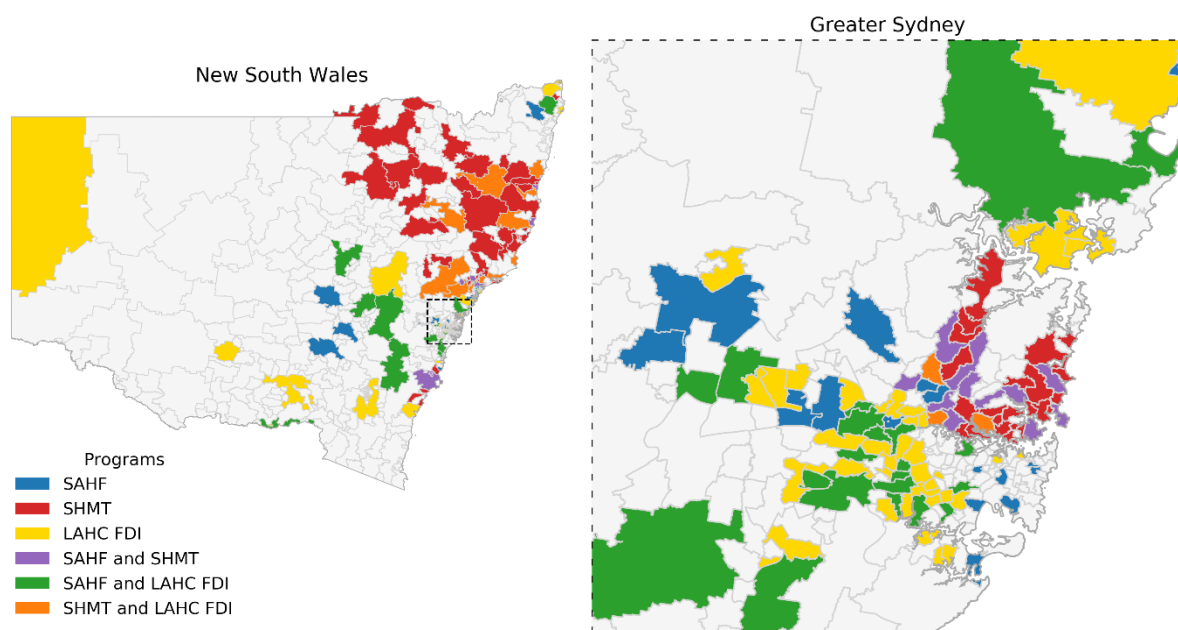 Greater Sydney
New South Wales
Programs
SAHF
SHMT
LAHC FDI
SAHF and SHMT
SAHF and LAHC FDI
SHMT and LAHC FDI